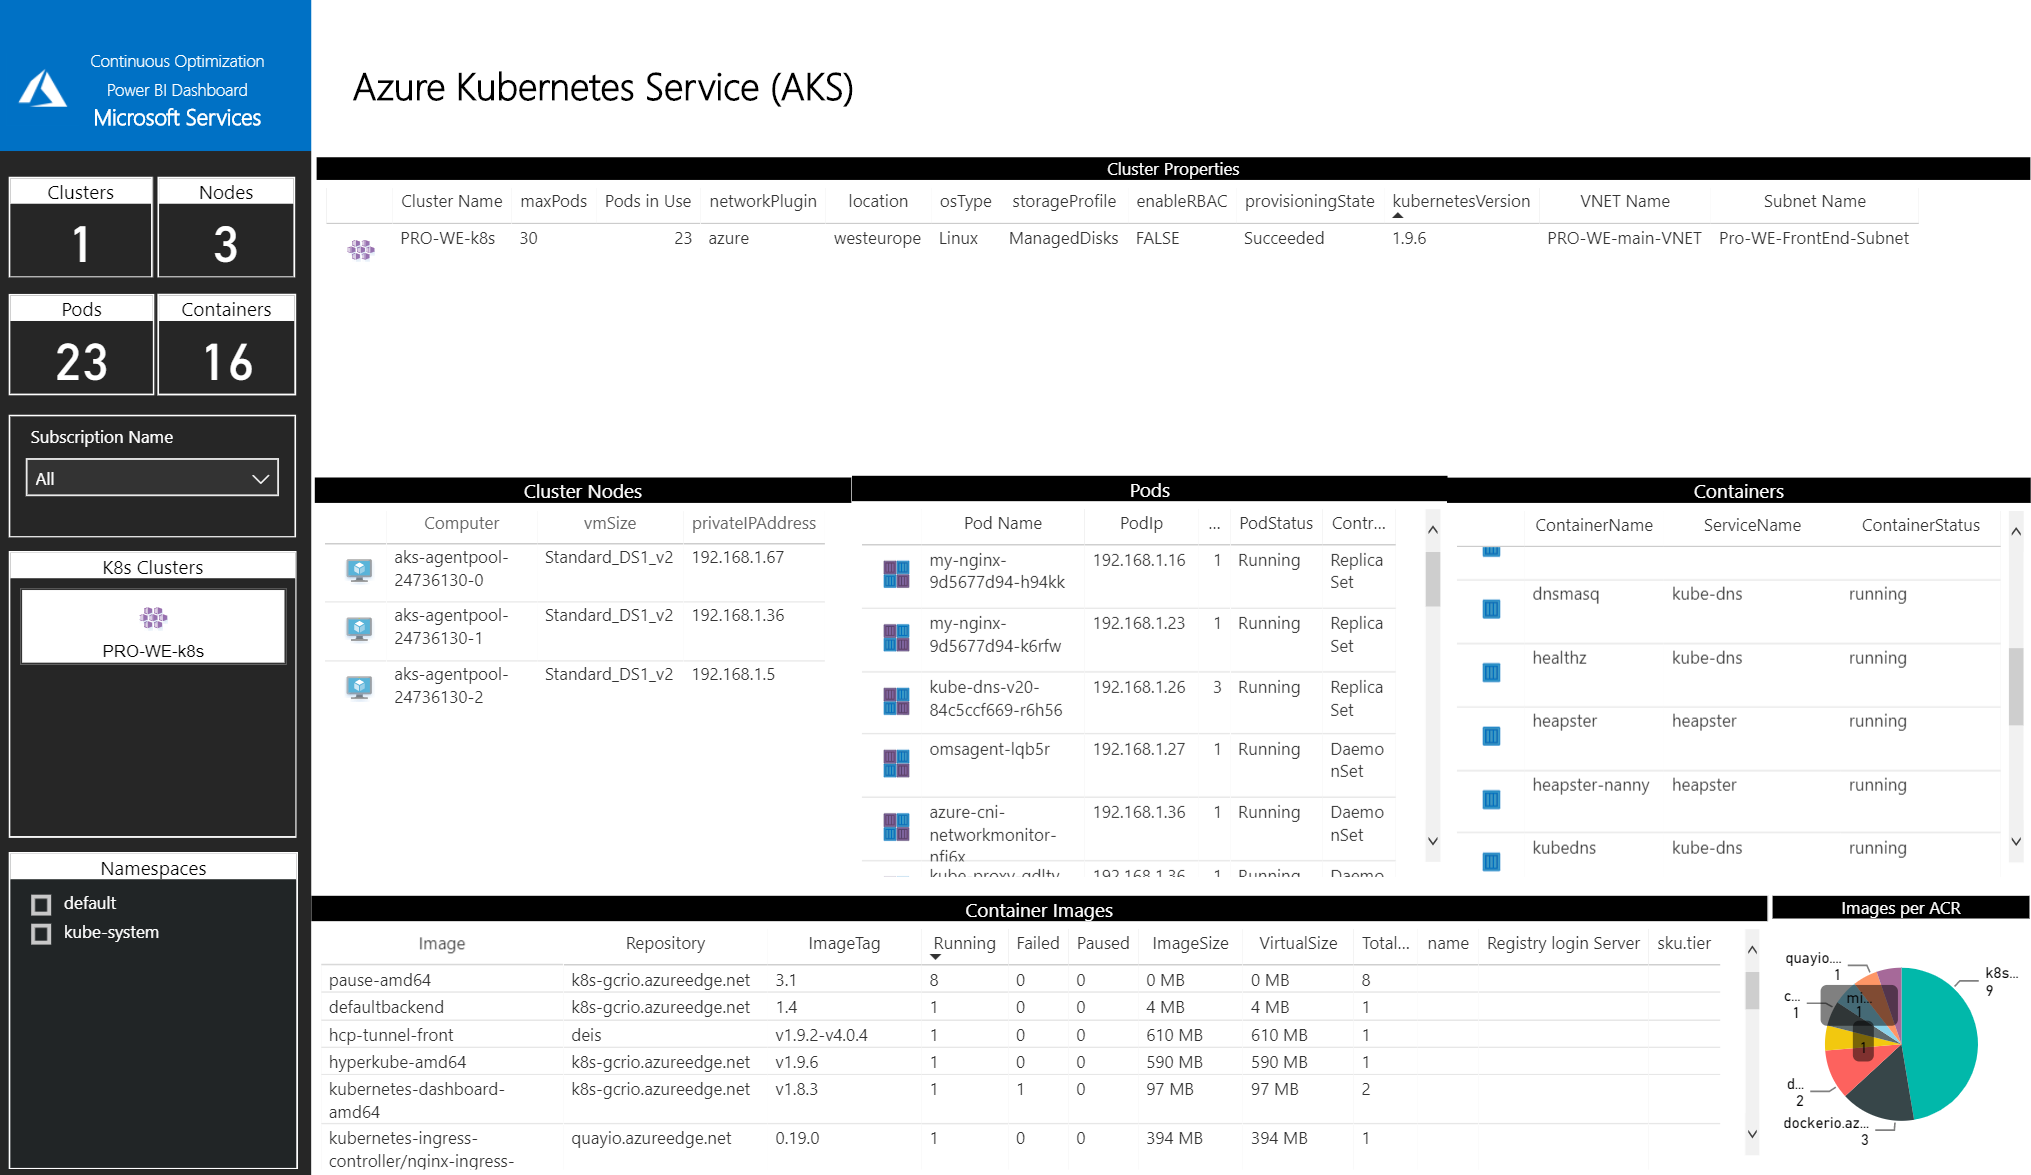 Continuous Optimization
Power BI Dashboard
Microsoft Services
Azure Kubernetes Service (AKS)
Clusters
1
Nodes
3
Pods
23
Containers
16
Subscription Name
All
K8s Clusters
PRO-WE-k8s
Namespaces
default
kube-system
Cluster Properties
Cluster Name maxPods Pods in Use networkPlugin location osType storageProfile enableRBAC provisioningState kubernetesVersion VNET Name Subnet Name
PRO-WE-k8s 30 23 azure westeurope Linux ManagedDisks FALSE Succeeded 1.9.6 PRO-WE-main-VNET Pro-WE-FrontEnd-Subnet
Cluster Nodes
Computer vmSize privateIPAddress
aks-agentpool- Standard_DS1_v2 192.168.1.67
24736130-0
aks-agentpool- Standard_DS1_v2 192.168.1.36
24736130-1
aks-agentpool- Standard_DS1_v2 192.168.1.5
24736130-2
Pods
Pod Name PodIp ... PodStatus Contr...
my-nginx- 192.168.1.16 1 Running Replica
9d5677d94-h94kk Set
my-nginx- 192.168.1.23 1 Running Replica
9d5677d94-k6rfw Set
kube-dns-v20- 192.168.1.26 3 Running Replica
84c5ccf669-r6h56 Set
omsagent-lqb5r 192.168.1.27 1 Running Daemo
nSet
azure-cni- 192.168.1.36 1 Running Daemo
networkmonitor- nSet
nfj6x
192.168.1.36 1 Running Daemo
Containers
ContainerName ServiceName ContainerStatus
dnsmasq kube-dns running
healthz kube-dns running
heapster heapster running
heapster-nanny heapster running
kubedns kube-dns running
Container Images
Image Repository ImageTag Running Failed Paused ImageSize VirtualSize Total... name Registry login Server sku.tier
pause-amd64 k8s-gcrio.azureedge.net 3.1 8 0 0 0 MB 0 MB 8
defaultbackend k8s-gcrio.azureedge.net 1.4 1 0 0 4 MB 4 MB 1
hcp-tunnel-front deis v1.9.2-v4.0.4 1 0 0 610 MB 610 MB 1
hyperkube-amd64 k8s-gcrio.azureedge.net v1.9.6 1 0 0 590 MB 590 MB 1
kubernetes-dashboard- k8s-gcrio.azureedge.net v1.8.3 1 1 0 97 MB 97 MB 2
amd64
kubernetes-ingress- quayio.azureedge.net 0.19.0 1 0 0 394 MB 394 MB 1
controller/nginx-ingress-
Images per ACR
quayio....
1
k8s...
9
c...
1
mi...
1
1
d...
2
dockerio.az...
3